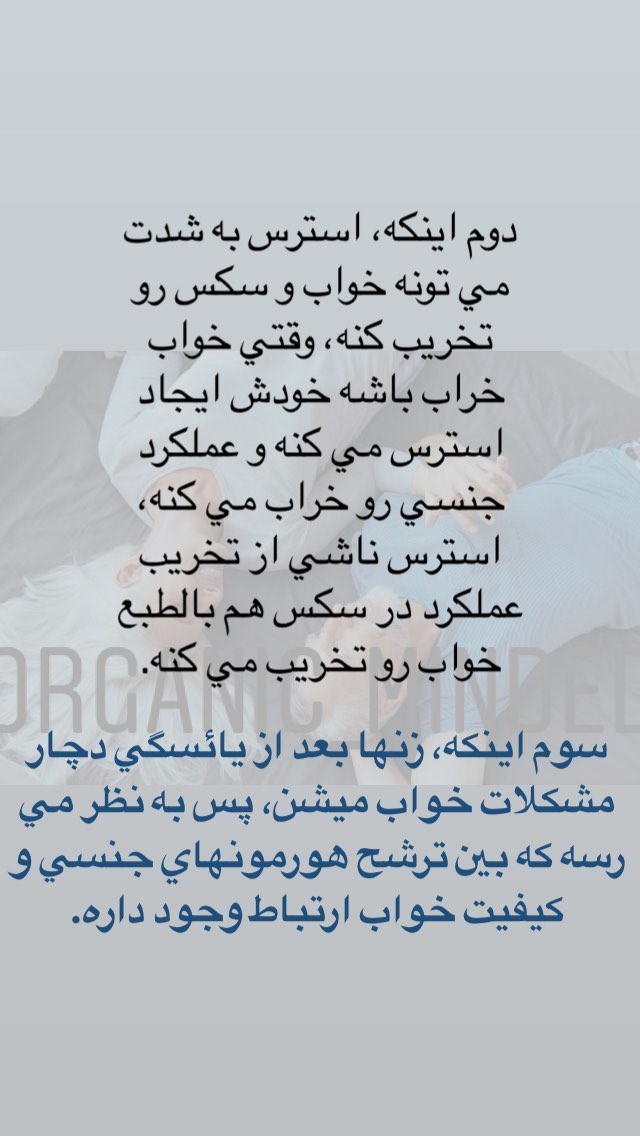 دوم اينكه، استرس به شدت
مي تونه خواب و سكس رو
تخريب كنه، وقتي خواب
خراب باشه خودش ايجاد
استرس مي كنه و عملكرد
جنسي رو خراب مي كنه،
استرس ناشي از تخريب
عملكرد در سكس هم بالطبع
خواب رو تخريب مي كنه.
ORGANIC MINDED
سوم اينكه، زنها بعد از يائسگي دچار
مشكلات خواب ميشن، پس به نظر مي
رسه كه بين ترشح هورمونهاي جنسي و
كيفيت خواب ارتباط وجود داره.